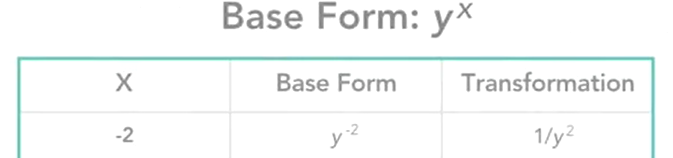 Base Form: yˣ
X Base Form Transformation
-2 y⁻² 1/y²